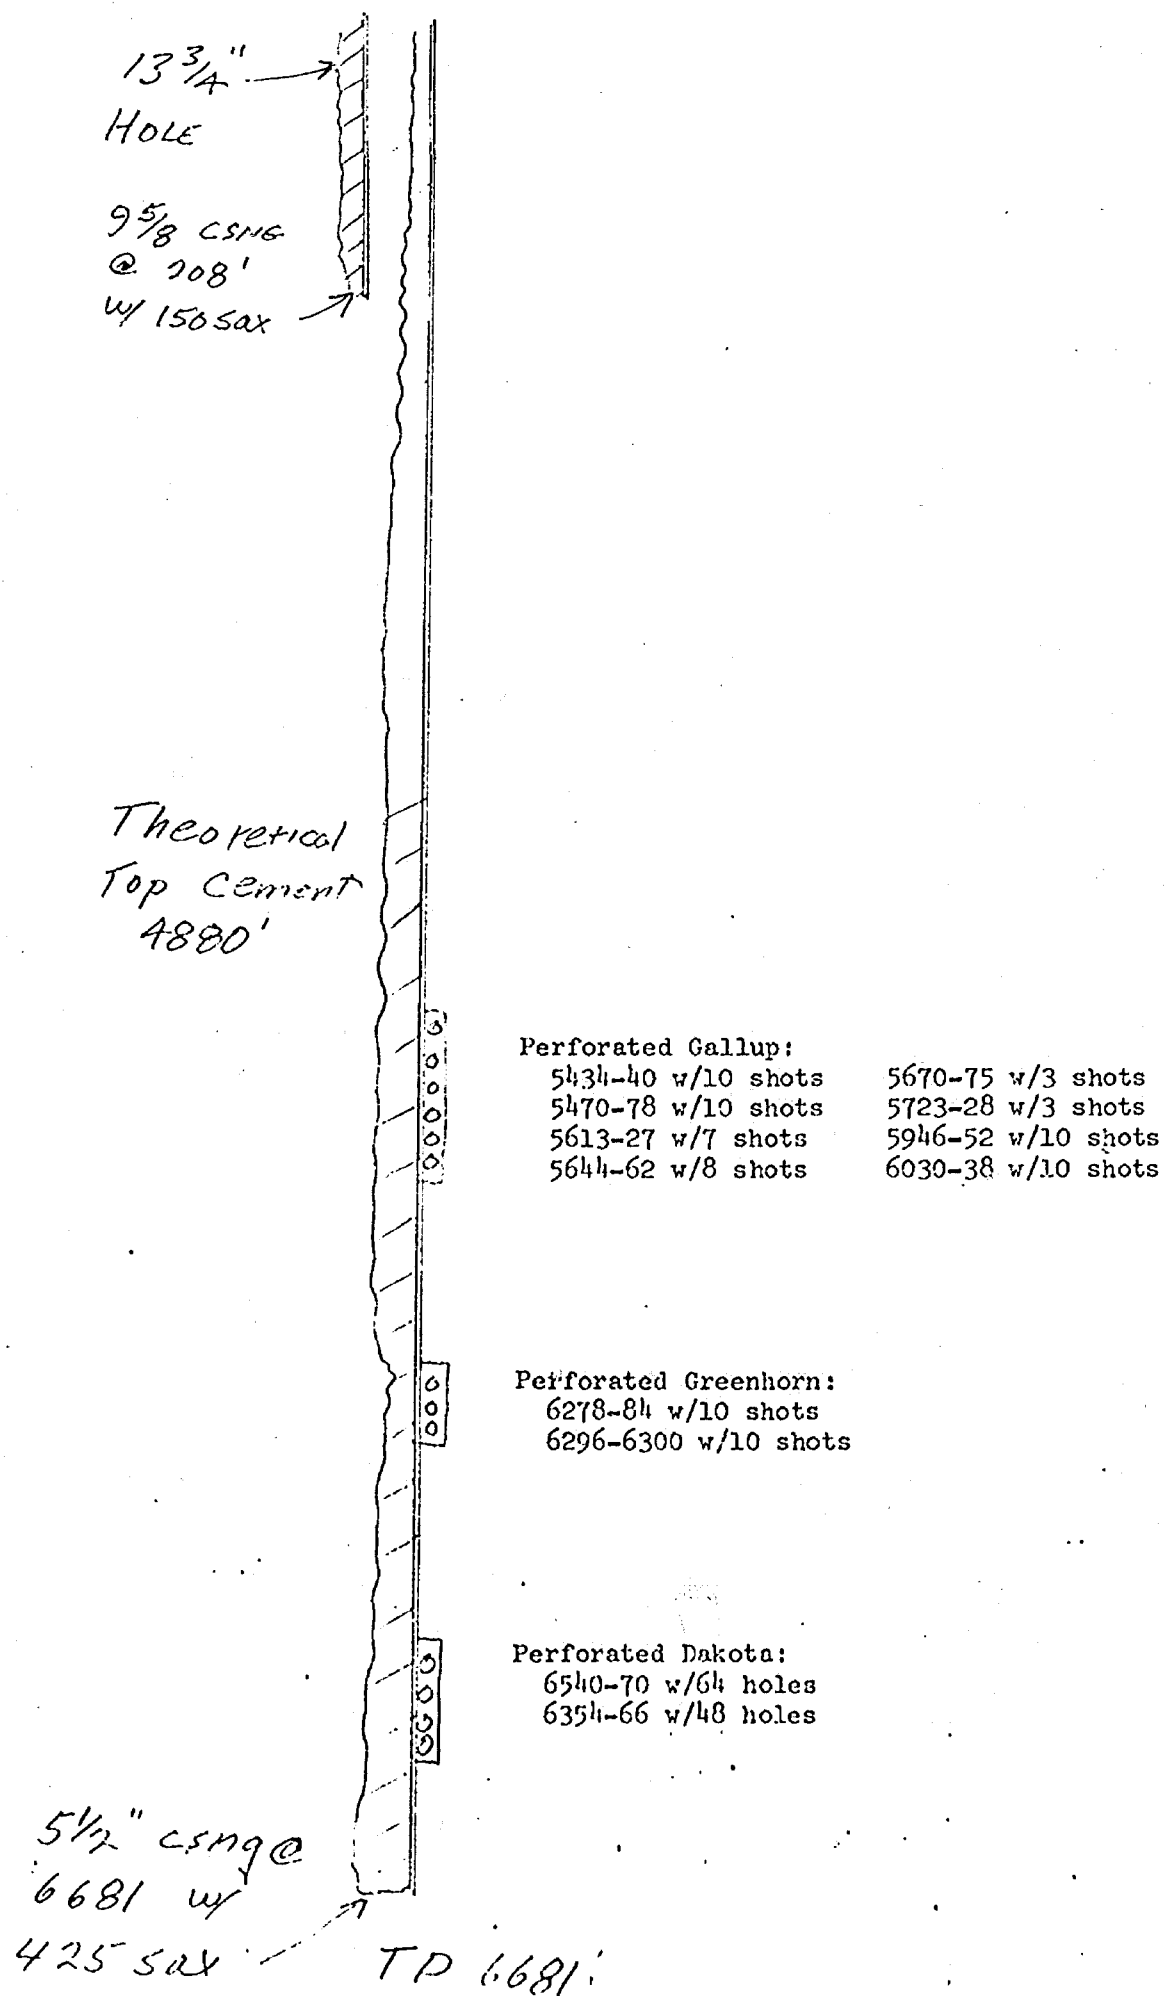 13 3/4"
HOLE
9 5/8 CSNG
@ 208'
w/ 150 sax
Theoretical
Top Cement
4880'
Perforated Gallup:
5434-40 w/10 shots 5670-75 w/3 shots
5470-78 w/10 shots 5723-28 w/3 shots
5613-27 w/7 shots 5946-52 w/10 shots
5644-62 w/8 shots 6030-38 w/10 shots
Perforated Greenhorn:
6278-84 w/10 shots
6296-6300 w/10 shots
Perforated Dakota:
6540-70 w/64 holes
6354-66 w/48 holes
5 1/2" csng @
6681 w/
425 sax
TD 6681'